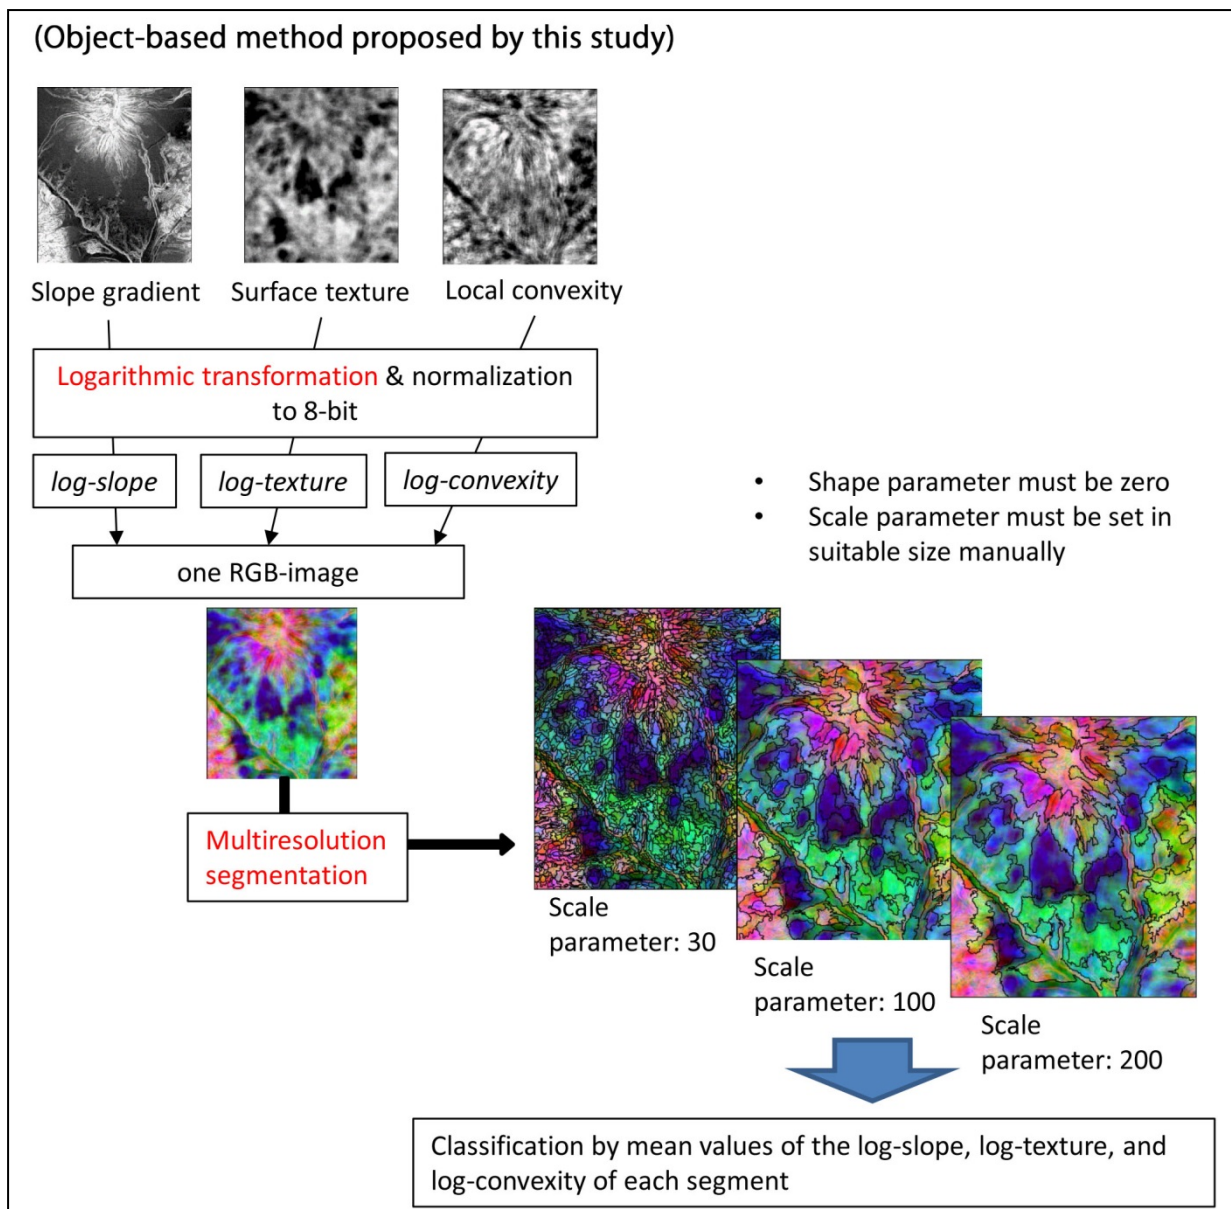 (Object-based method proposed by this study)
Slope gradient
Surface texture
Local convexity
Logarithmic transformation & normalization
to 8-bit
log-slope
log-texture
log-convexity
one RGB-image
• Shape parameter must be zero
• Scale parameter must be set in
suitable size manually
Multiresolution
segmentation
Scale
parameter: 30
Scale
parameter: 100
Scale
parameter: 200
Classification by mean values of the log-slope, log-texture, and
log-convexity of each segment